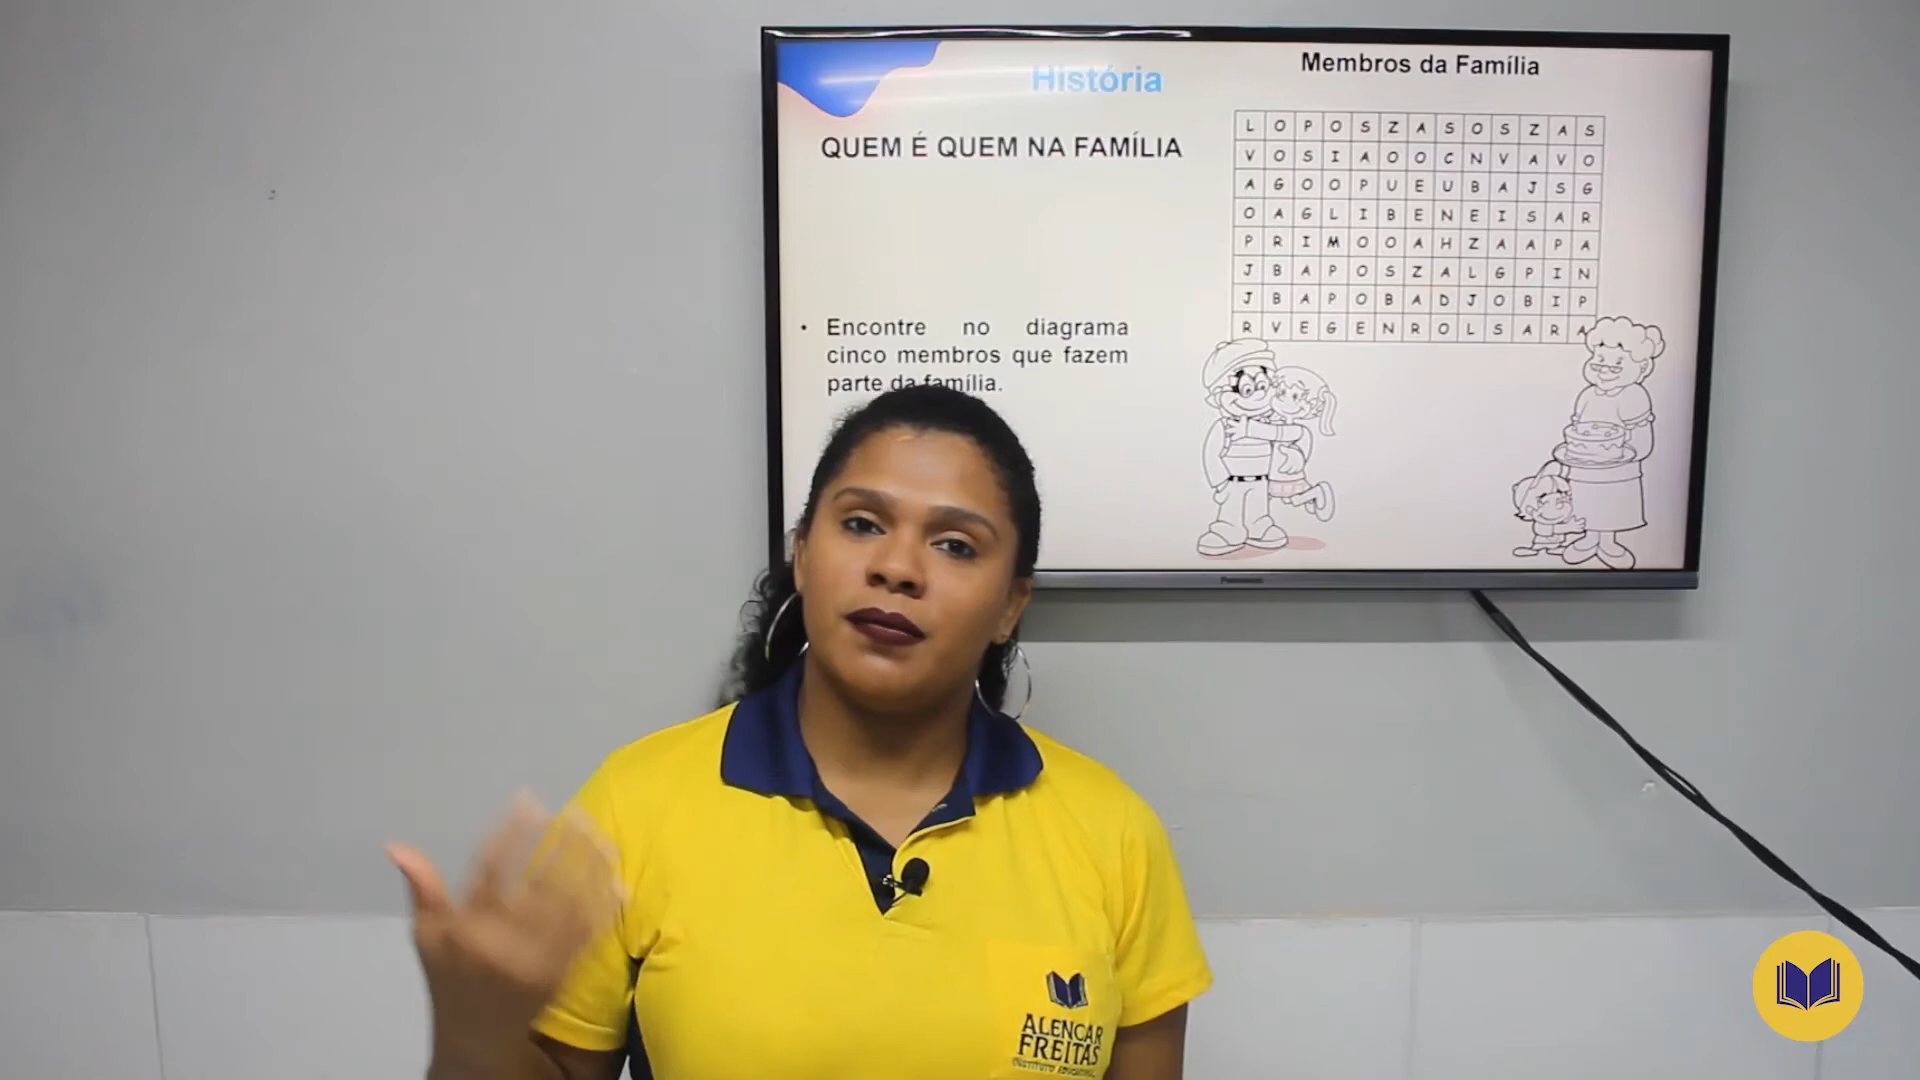 História
Membros da Família
QUEM É QUEM NA FAMÍLIA
L O P O S Z A S O S Z A S
V O S I A O O C N V A V O
A G O O P U E U B A J S G
O A G L I B E N E I S A R
P R I M O O A H Z A A P A
J B A P O S Z A L G P I N
J B A P O B A D J O B I P
R V E G E N R O L S A R A
• Encontre no diagrama
cinco membros que fazem
parte da família.
Panasonic
ALENCAR
FREITAS